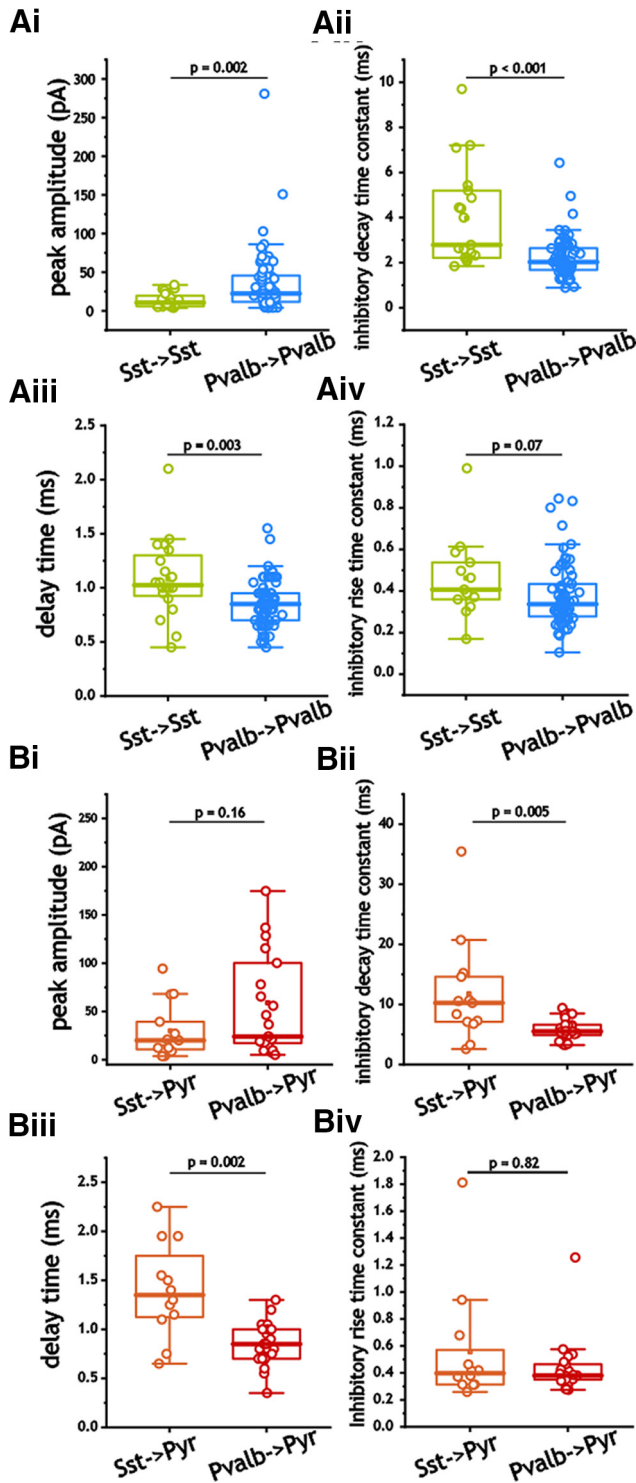 Ai
peak amplitude (pA)
300
250
200
150
100
50
0
p = 0.002
Sst->Sst
Pvalb->Pvalb
Aii
inhibitory decay time constant (ms)
10
8
6
4
2
0
p < 0.001
Sst->Sst
Pvalb->Pvalb
Aiii
delay time (ms)
2.5
2.0
1.5
1.0
0.5
0.0
p = 0.003
Sst->Sst
Pvalb->Pvalb
Aiv
inhibitory rise time constant (ms)
1.2
1.0
0.8
0.6
0.4
0.2
0.0
p = 0.07
Sst->Sst
Pvalb->Pvalb
Bi
peak amplitude (pA)
250
200
150
100
50
0
p = 0.16
Sst->Pyr
Pvalb->Pyr
Bii
inhibitory decay time constant (ms)
40
30
20
10
0
p = 0.005
Sst->Pyr
Pvalb->Pyr
Biii
delay time (ms)
2.5
2.0
1.5
1.0
0.5
0.0
p = 0.002
Sst->Pyr
Pvalb->Pyr
Biv
Inhibitory rise time constant (ms)
2.0
1.8
1.6
1.4
1.2
1.0
0.8
0.6
0.4
0.2
0.0
p = 0.82
Sst->Pyr
Pvalb->Pyr